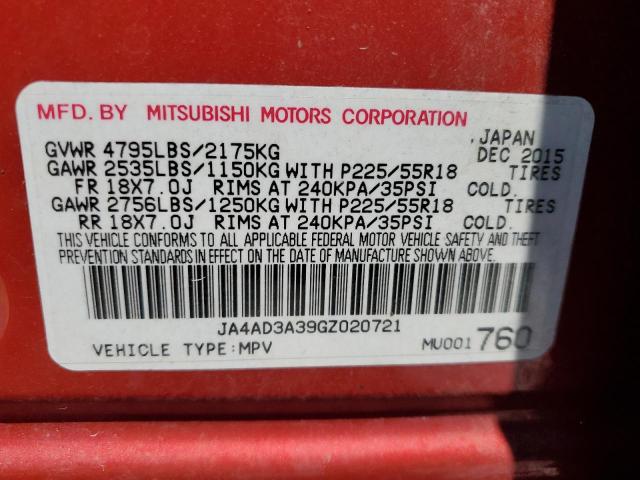 MFD. BY MITSUBISHI MOTORS CORPORATION
, JAPAN
GVWR 4795LBS/2175KG DEC 2015
GAWR 2535LBS/1150KG WITH P225/55R18 TIRES
FR 18X7.0J RIMS AT 240KPA/35PSI COLD.
GAWR 2756LBS/1250KG WITH P225/55R18 TIRES
RR 18X7.0J RIMS AT 240KPA/35PSI COLD.
THIS VEHICLE CONFORMS TO ALL APPLICABLE FEDERAL MOTOR VEHICLE SAFETY AND THEFT
PREVENTION STANDARDS IN EFFECT ON THE DATE OF MANUFACTURE SHOWN ABOVE.
JA4AD3A39GZ020721
VEHICLE TYPE:MPV MU001760